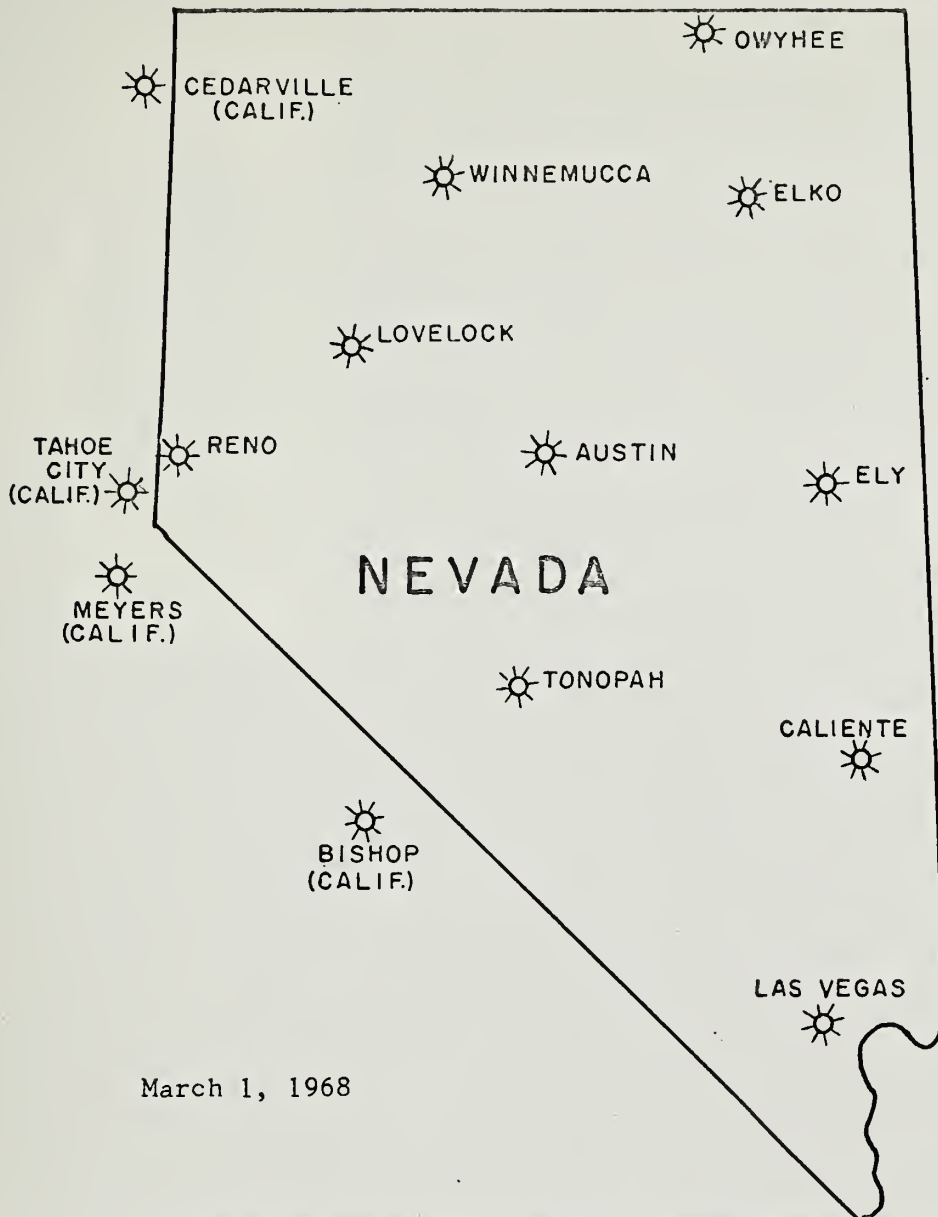 OWYHEE
CEDARVILLE
(CALIF.)
WINNEMUCCA
ELKO
LOVELOCK
TAHOE
CITY
(CALIF.)
RENO
AUSTIN
ELY
NEVADA
MEYERS
(CALIF.)
TONOPAH
CALIENTE
BISHOP
(CALIF.)
LAS VEGAS
March 1, 1968